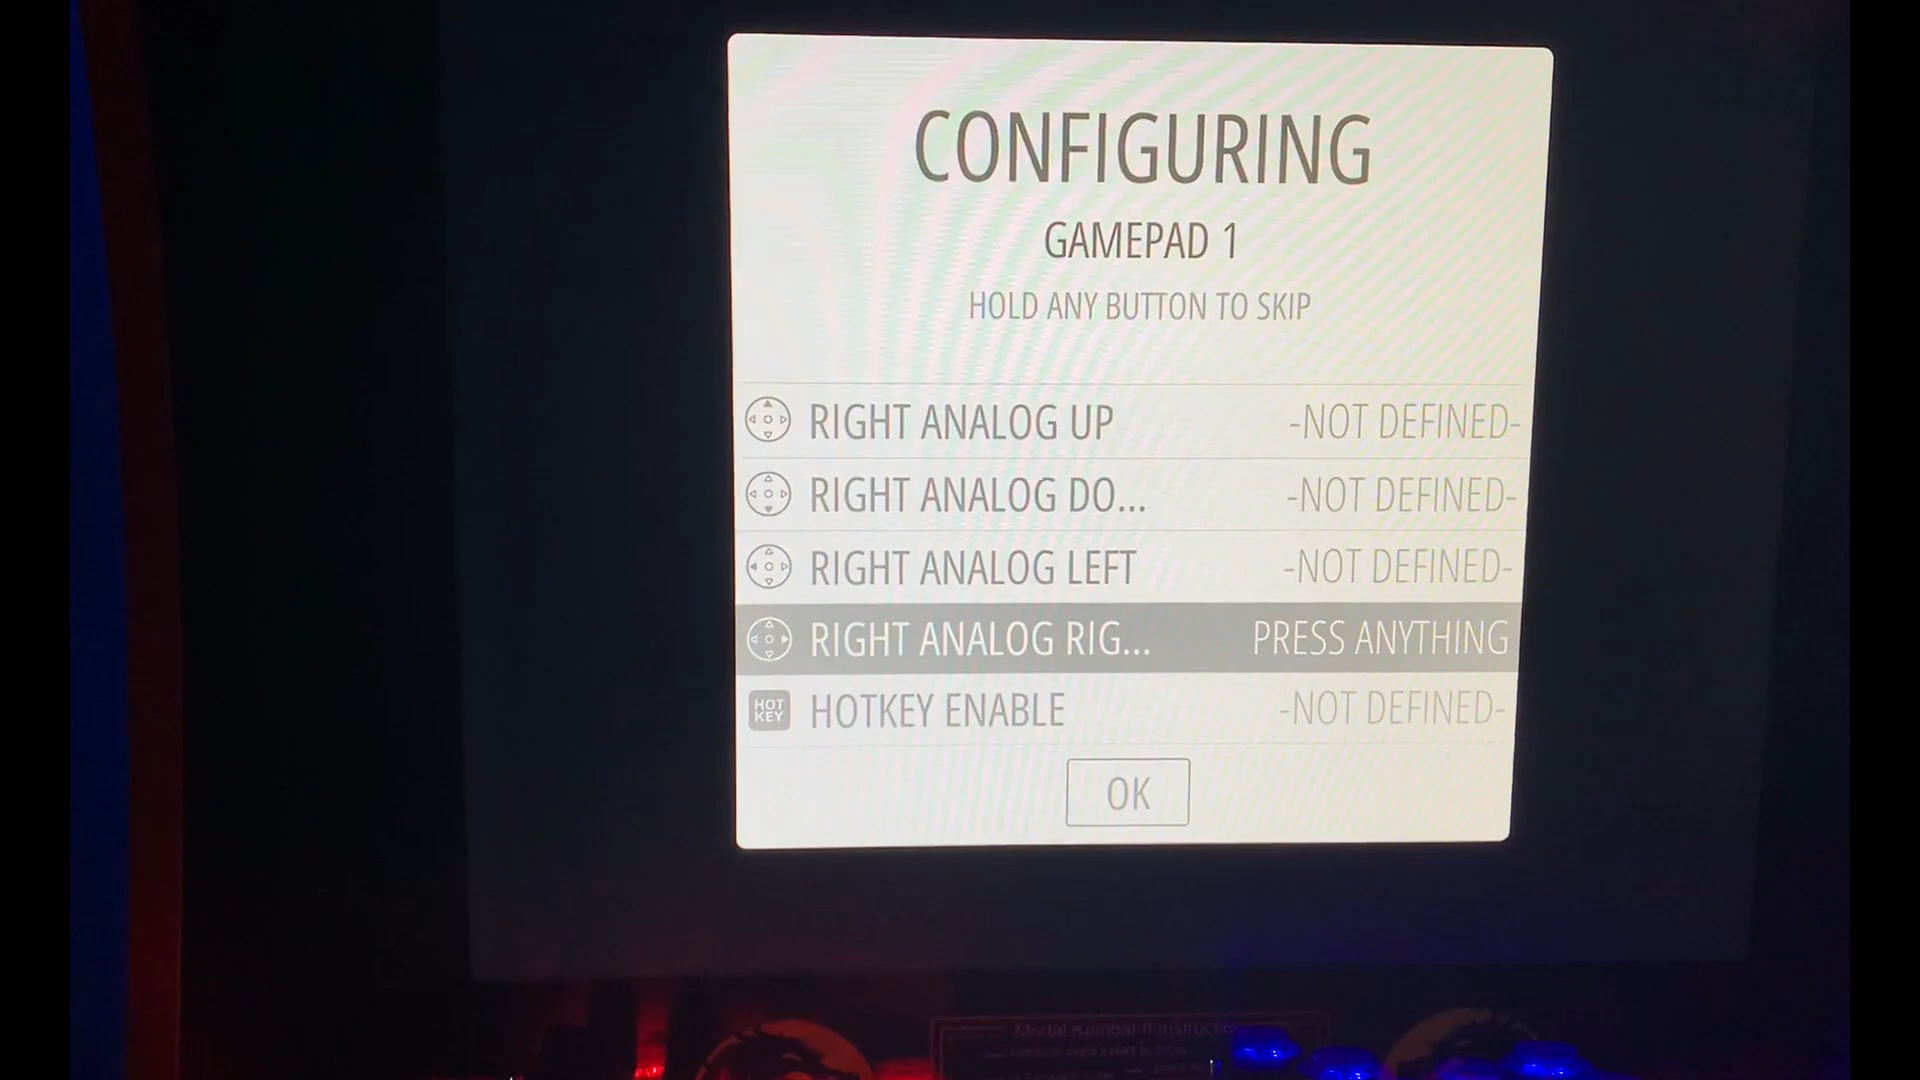 CONFIGURING
GAMEPAD 1
HOLD ANY BUTTON TO SKIP
RIGHT ANALOG UP -NOT DEFINED-
RIGHT ANALOG DO... -NOT DEFINED-
RIGHT ANALOG LEFT -NOT DEFINED-
RIGHT ANALOG RIG... PRESS ANYTHING
HOT KEY HOTKEY ENABLE -NOT DEFINED-
OK
Mortal Kombat II